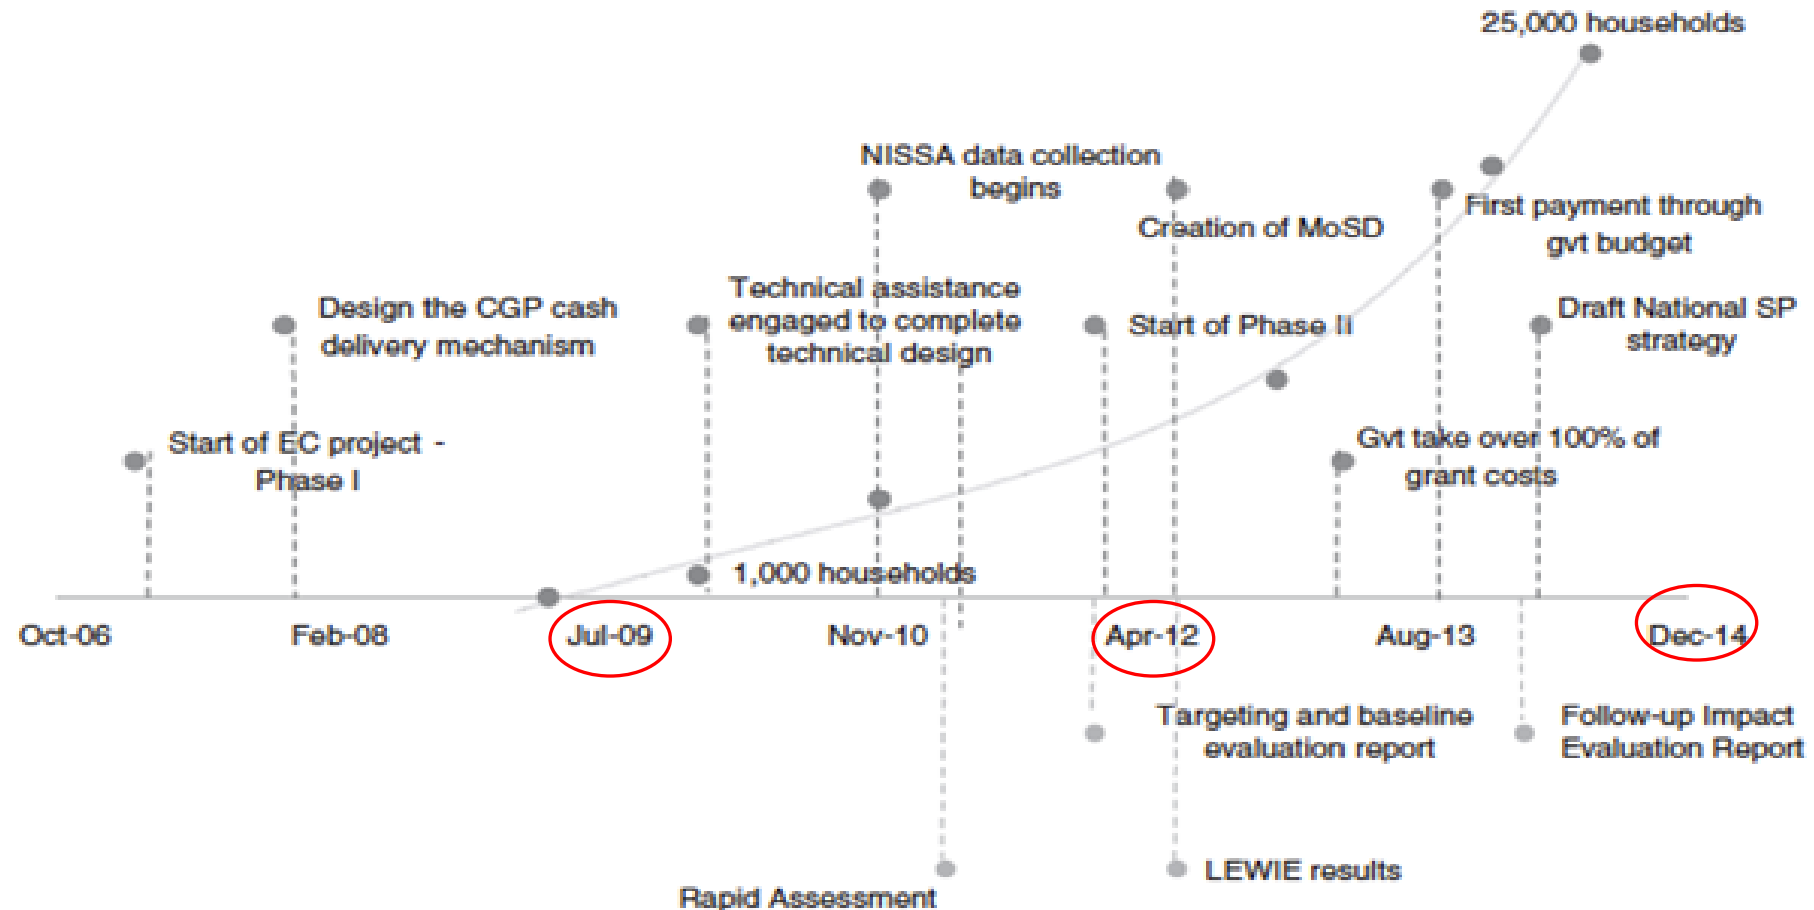 25,000 households
NISSA data collection
begins
Creation of MoSD
First payment through
gvt budget
Technical assistance
engaged to complete
technical design
Design the CGP cash
delivery mechanism
Start of Phase II
Draft National SP
strategy
Start of EC project -
Phase I
Gvt take over 100% of
grant costs
1,000 households
Oct-06
Feb-08
Jul-09
Nov-10
Apr-12
Aug-13
Dec-14
Targeting and baseline
evaluation report
Follow-up Impact
Evaluation Report
LEWIE results
Rapid Assessment